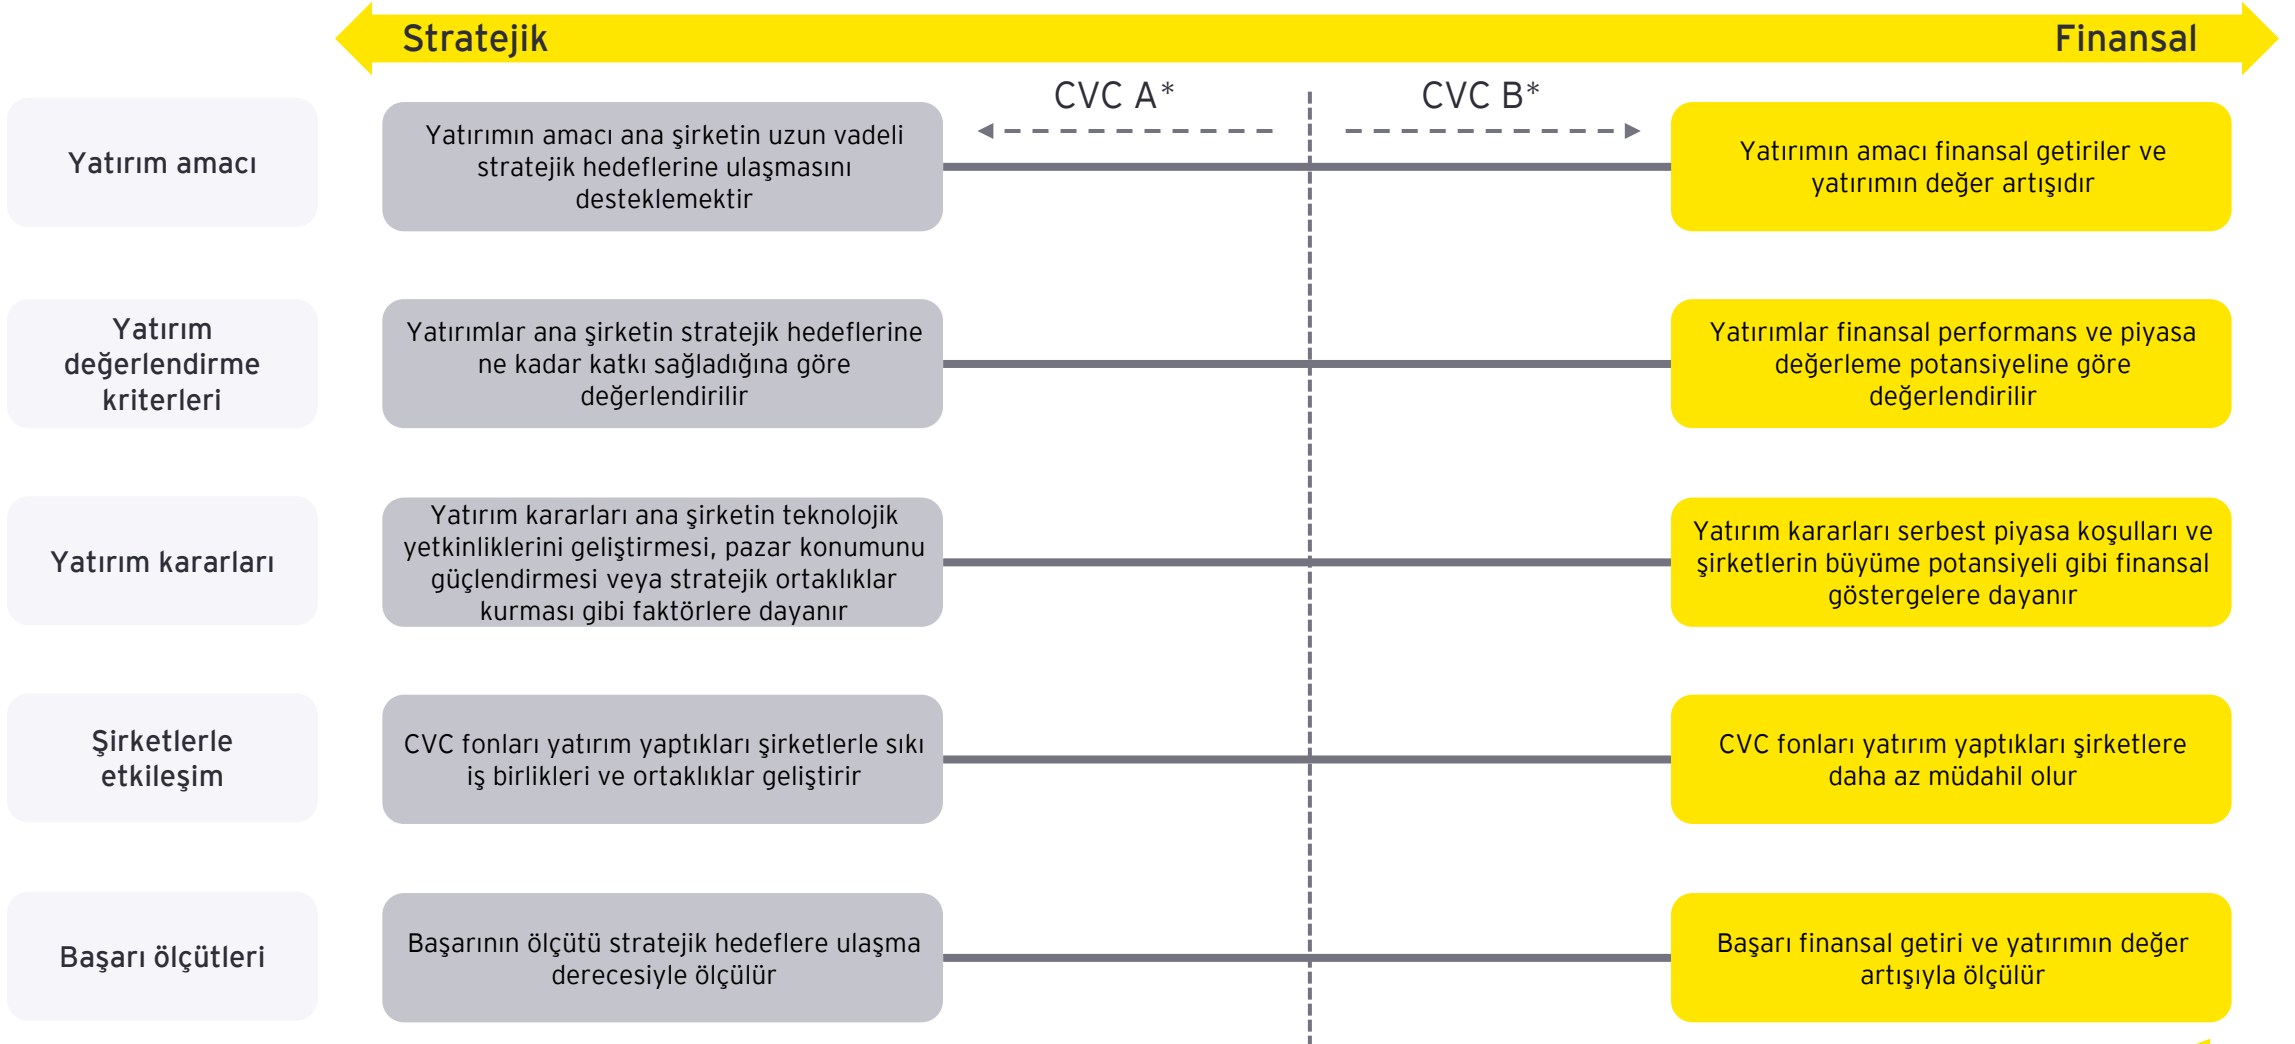 Stratejik
Finansal
CVC A*
CVC B*
Yatırım amacı
Yatırımın amacı ana şirketin uzun vadeli
stratejik hedeflerine ulaşmasını
desteklemektir
Yatırımın amacı finansal getiriler ve
yatırımın değer artışıdır
Yatırım
değerlendirme
kriterleri
Yatırımlar ana şirketin stratejik hedeflerine
ne kadar katkı sağladığına göre
değerlendirilir
Yatırımlar finansal performans ve piyasa
değerleme potansiyeline göre
değerlendirilir
Yatırım kararları
Yatırım kararları ana şirketin teknolojik
yetkinliklerini geliştirmesi, pazar konumunu
güçlendirmesi veya stratejik ortaklıklar
kurması gibi faktörlere dayanır
Yatırım kararları serbest piyasa koşulları ve
şirketlerin büyüme potansiyeli gibi finansal
göstergelere dayanır
Şirketlerle
etkileşim
CVC fonları yatırım yaptıkları şirketlerle sıkı
iş birlikleri ve ortaklıklar geliştirir
CVC fonları yatırım yaptıkları şirketlere
daha az müdahil olur
Başarı ölçütleri
Başarının ölçütü stratejik hedeflere ulaşma
derecesiyle ölçülür
Başarı finansal getiri ve yatırımın değer
artışıyla ölçülür